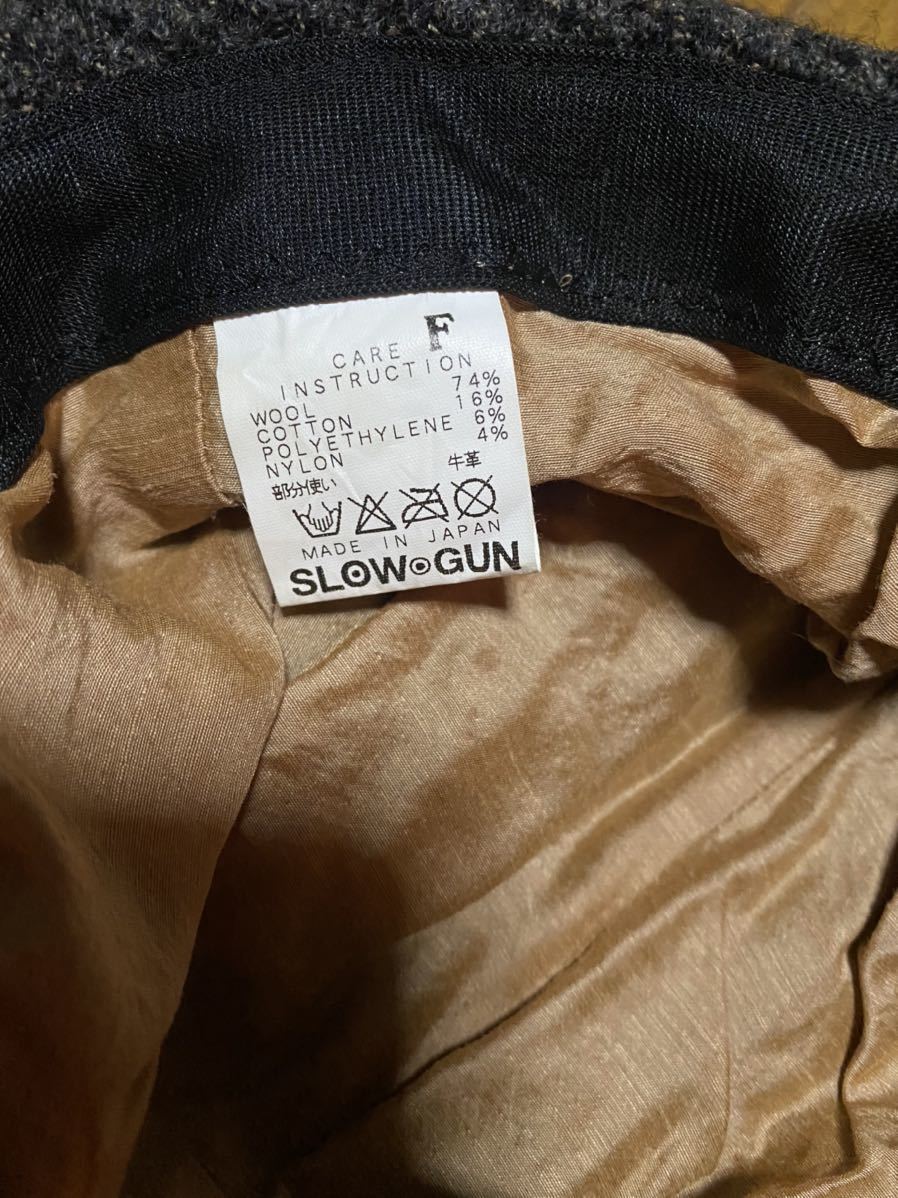 F
CARE
INSTRUCTION
WOOL 74%
COTTON 16%
POLYETHYLENE 6%
NYLON 4%
部分使い 牛革
MADE IN JAPAN
SLOW GUN